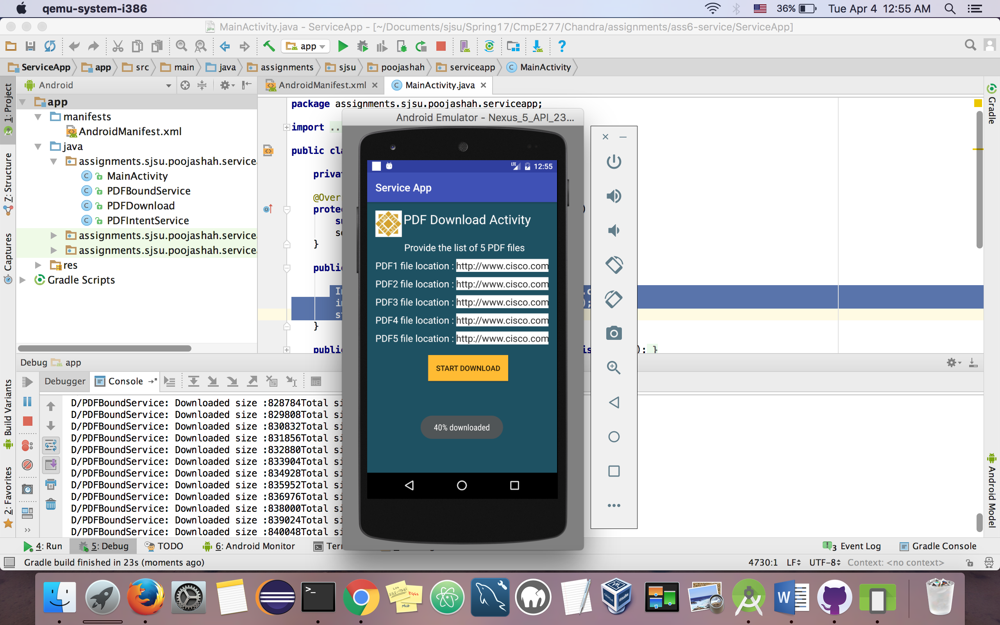 qemu-system-i386
36%
Tue Apr 4 12:55 AM
MainActivity.java - ServiceApp - [~/Documents/sjsu/Spring17/CmpE277/Chandra/assignments/ass6-service/ServiceApp]
app
ServiceApp
app
src
main
java
assignments
sjsu
poojashah
serviceapp
MainActivity
1: Project
Z: Structure
Captures
Build Variants
2: Favorites
Android
app
manifests
AndroidManifest.xml
java
assignments.sjsu.poojashah.service
MainActivity
PDFBoundService
PDFDownload
PDFIntentService
assignments.sjsu.poojashah.service
assignments.sjsu.poojashah.service
res
Gradle Scripts
AndroidManifest.xml
MainActivity.java
package assignments.sjsu.poojashah.serviceapp;
import ..
public cla
priva
@Over
prote
su
se
}
public
In
in
st
}
public
); }
Android Emulator - Nexus_5_API_23...
LTE
12:55
Service App
PDF Download Activity
Provide the list of 5 PDF files
PDF1 file location : http://www.cisco.com
PDF2 file location : http://www.cisco.com
PDF3 file location : http://www.cisco.com
PDF4 file location : http://www.cisco.com
PDF5 file location : http://www.cisco.com
START DOWNLOAD
40% downloaded
Gradle
Android Model
Debug app
Debugger
Console
D/PDFBoundService: Downloaded size :828784Total si
D/PDFBoundService: Downloaded size :829808Total si
D/PDFBoundService: Downloaded size :830832Total si
D/PDFBoundService: Downloaded size :831856Total si
D/PDFBoundService: Downloaded size :832880Total si
D/PDFBoundService: Downloaded size :833904Total si
D/PDFBoundService: Downloaded size :834928Total si
D/PDFBoundService: Downloaded size :835952Total si
D/PDFBoundService: Downloaded size :836976Total si
D/PDFBoundService: Downloaded size :838000Total si
D/PDFBoundService: Downloaded size :839024Total si
D/PDFBoundService: Downloaded size :840048Total si
4: Run
5: Debug
TODO
6: Android Monitor
Ter
3 Event Log
Gradle Console
Gradle build finished in 23s (moments ago)
4730:1
LF
UTF-8
Context: <no context>